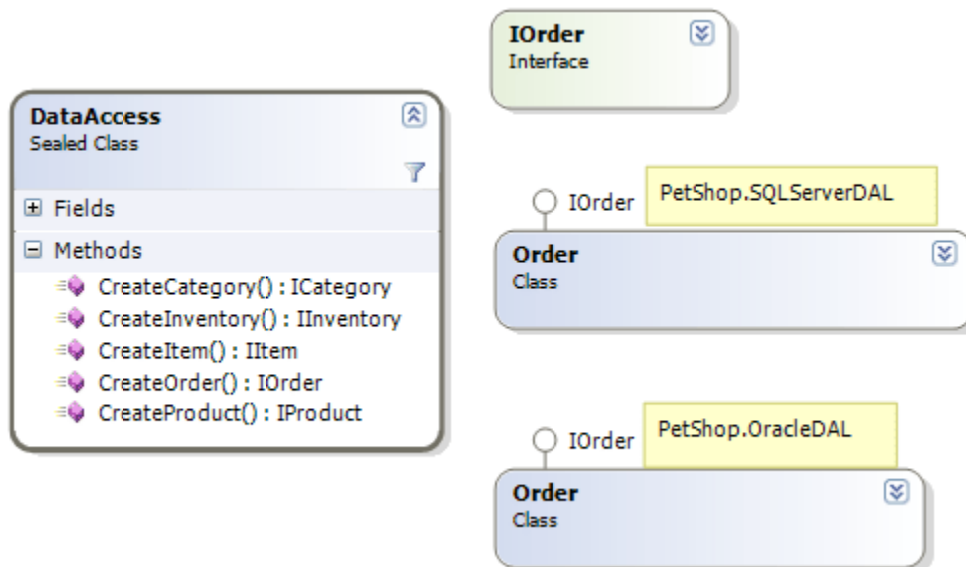 DataAccess
Sealed Class
Fields
Methods
CreateCategory() : ICategory
CreateInventory() : IInventory
CreateItem() : IItem
CreateOrder() : IOrder
CreateProduct() : IProduct
IOrder
Interface
IOrder
PetShop.SQLServerDAL
Order
Class
IOrder
PetShop.OracleDAL
Order
Class